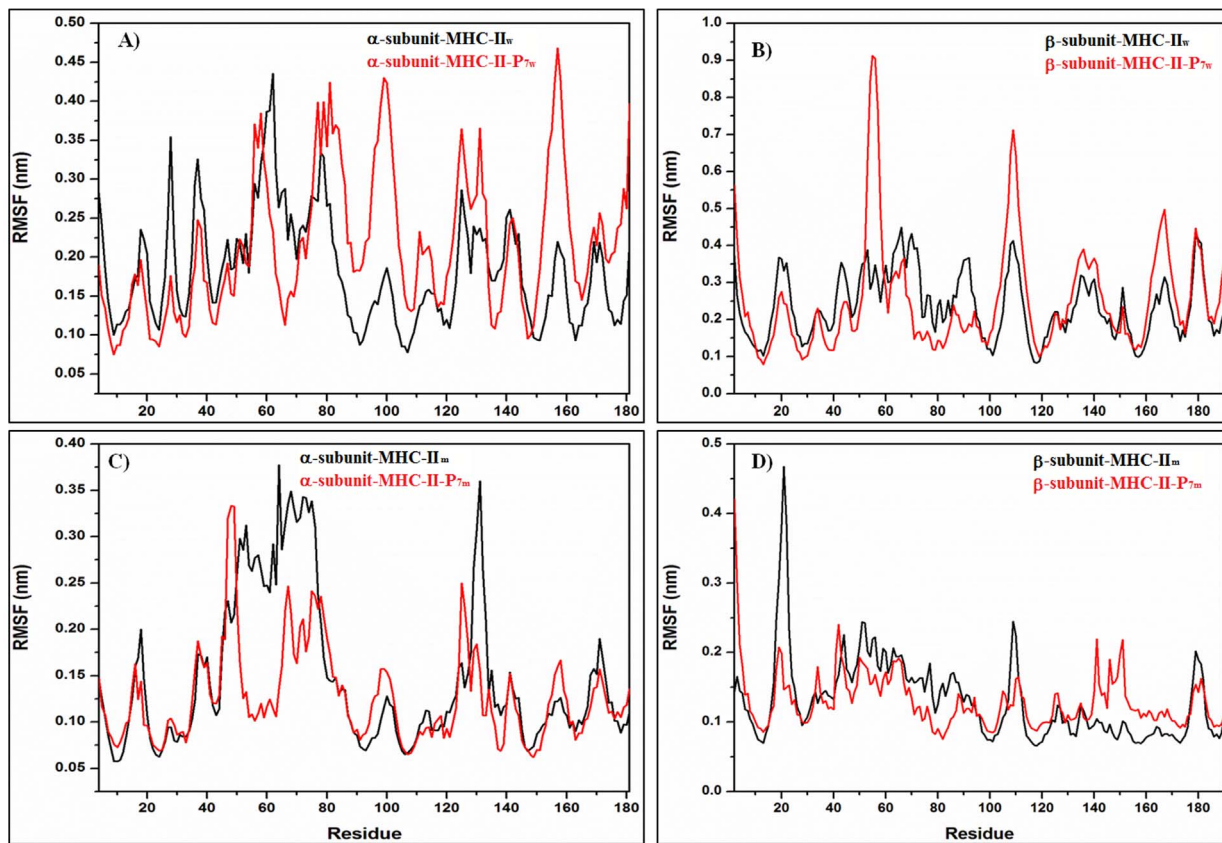 A)
α-subunit-MHC-IIw
α-subunit-MHC-II-P7w
RMSF (nm)
0.50
0.45
0.40
0.35
0.30
0.25
0.20
0.15
0.10
0.05
20 40 60 80 100 120 140 160 180
B)
β-subunit-MHC-IIw
β-subunit-MHC-II-P7w
RMSF (nm)
1.0
0.9
0.8
0.7
0.6
0.5
0.4
0.3
0.2
0.1
0.0
20 40 60 80 100 120 140 160 180
C)
α-subunit-MHC-IIm
α-subunit-MHC-II-P7m
RMSF (nm)
0.40
0.35
0.30
0.25
0.20
0.15
0.10
0.05
20 40 60 80 100 120 140 160 180
Residue
D)
β-subunit-MHC-IIm
β-subunit-MHC-II-P7m
RMSF (nm)
0.5
0.4
0.3
0.2
0.1
0.0
20 40 60 80 100 120 140 160 180
Residue